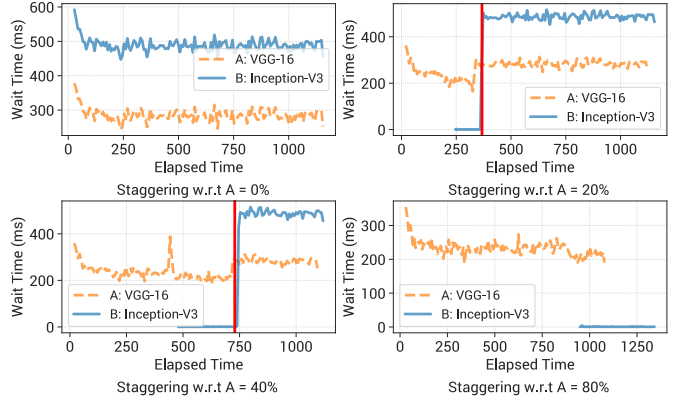 600
500
400
300
Wait Time (ms)
A: VGG-16
B: Inception-V3
0 250 500 750 1000
Elapsed Time
Staggering w.r.t A = 0%
400
200
0
Wait Time (ms)
A: VGG-16
B: Inception-V3
0 250 500 750 1000
Elapsed Time
Staggering w.r.t A = 20%
400
200
0
Wait Time (ms)
A: VGG-16
B: Inception-V3
0 250 500 750 1000
Elapsed Time
Staggering w.r.t A = 40%
300
200
100
0
Wait Time (ms)
A: VGG-16
B: Inception-V3
0 250 500 750 1000 1250
Elapsed Time
Staggering w.r.t A = 80%